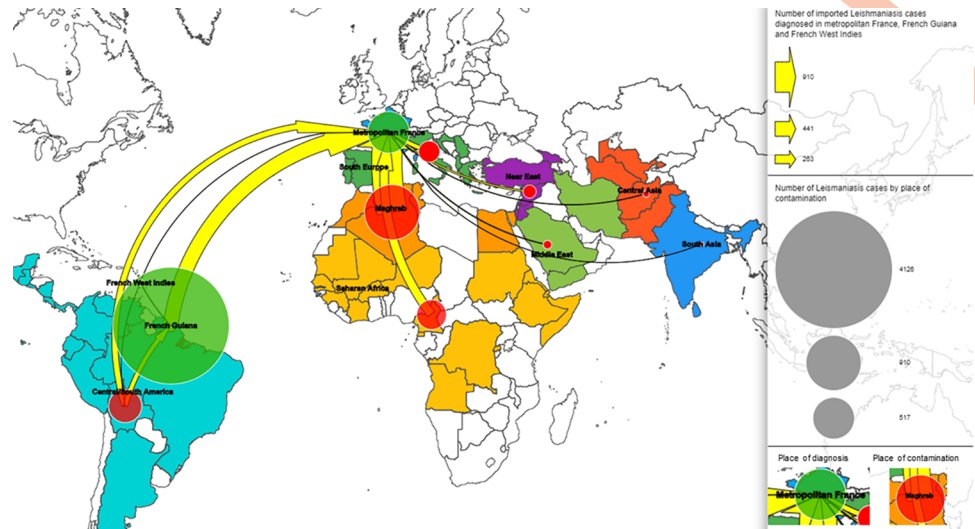 Number of imported Leishmaniasis cases
diagnosed in metropolitan France, French Guiana
and French West Indies
910
441
263
Number of Leismaniasis cases by place of
contamination
4126
910
517
Place of diagnosis
Place of contamination
Metropolitan France
Maghreb
Metropolitan France
South Europe
Near East
Central Asia
Maghreb
South Asia
Middle East
French West Indies
Saharan Africa
French Guiana
Central/South America